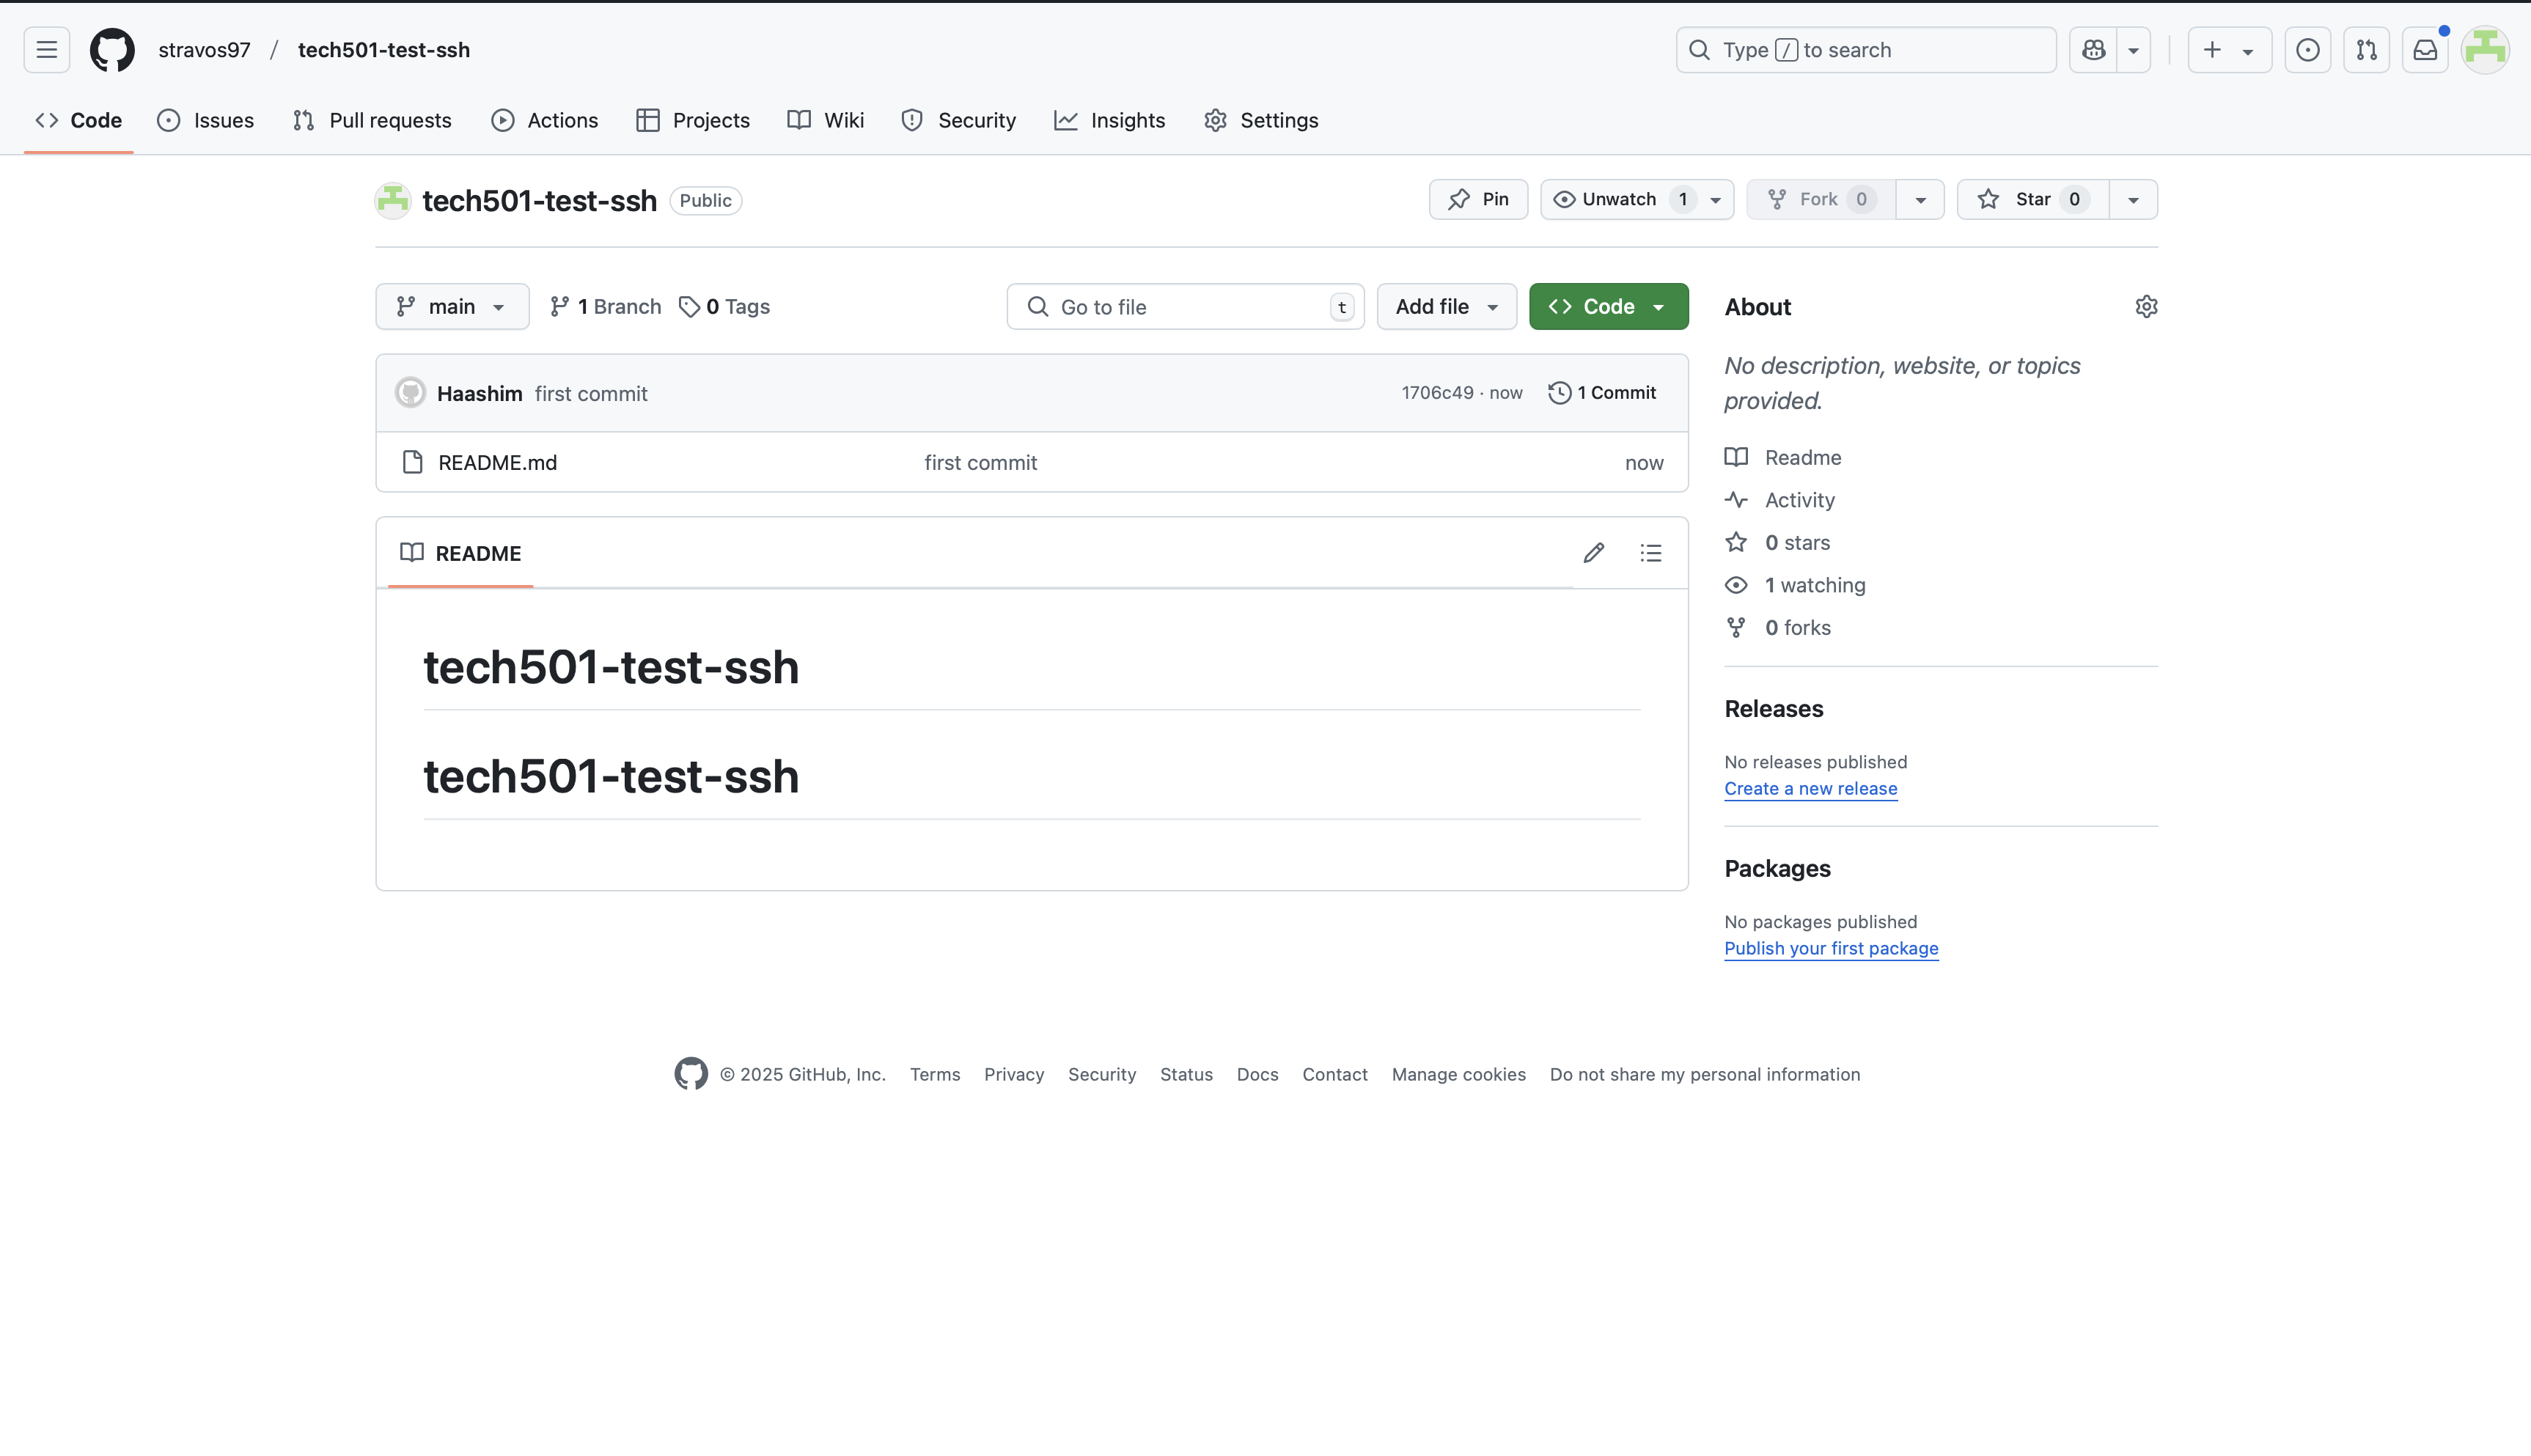 stravos97 / tech501-test-ssh
Type / to search
Code Issues Pull requests Actions Projects Wiki Security Insights Settings
tech501-test-ssh Public
Pin Unwatch 1 Fork 0 Star 0
main 1 Branch 0 Tags Go to file t Add file Code
Haashim first commit 1706c49 · now 1 Commit
README.md first commit now
README
tech501-test-ssh
tech501-test-ssh
About
No description, website, or topics
provided.
Readme
Activity
0 stars
1 watching
0 forks
Releases
No releases published
Create a new release
Packages
No packages published
Publish your first package
© 2025 GitHub, Inc. Terms Privacy Security Status Docs Contact Manage cookies Do not share my personal information